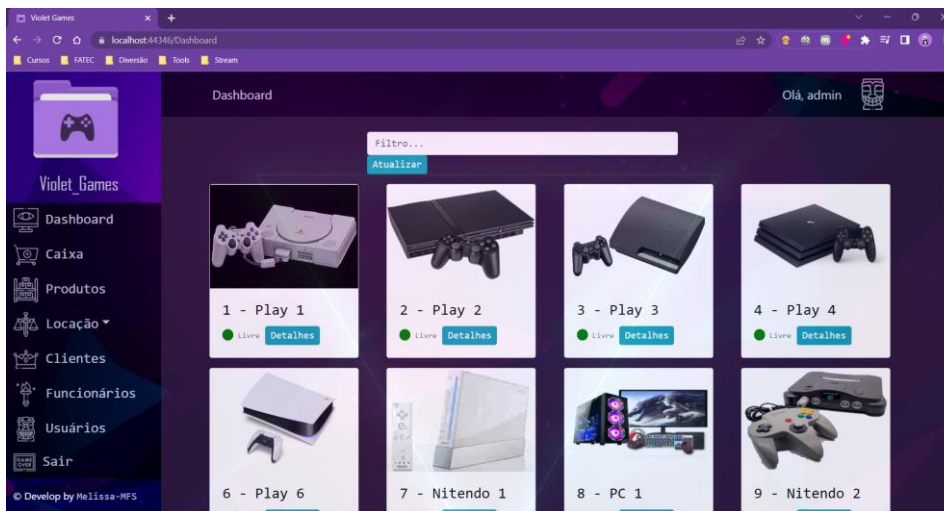 Violet Games
localhost:44346/Dashboard
Cursos FATEC Diversão Tools Stream
Dashboard
Olá, admin
Violet_Games
Dashboard
Caixa
Produtos
Locação
Clientes
Funcionários
Usuários
GAME OVER Sair
© Develop by Melissa-MFS
Filtro...
Atualizar
1 - Play 1
Livre Detalhes
2 - Play 2
Livre Detalhes
3 - Play 3
Livre Detalhes
4 - Play 4
Livre Detalhes
6 - Play 6
7 - Nitendo 1
8 - PC 1
9 - Nitendo 2